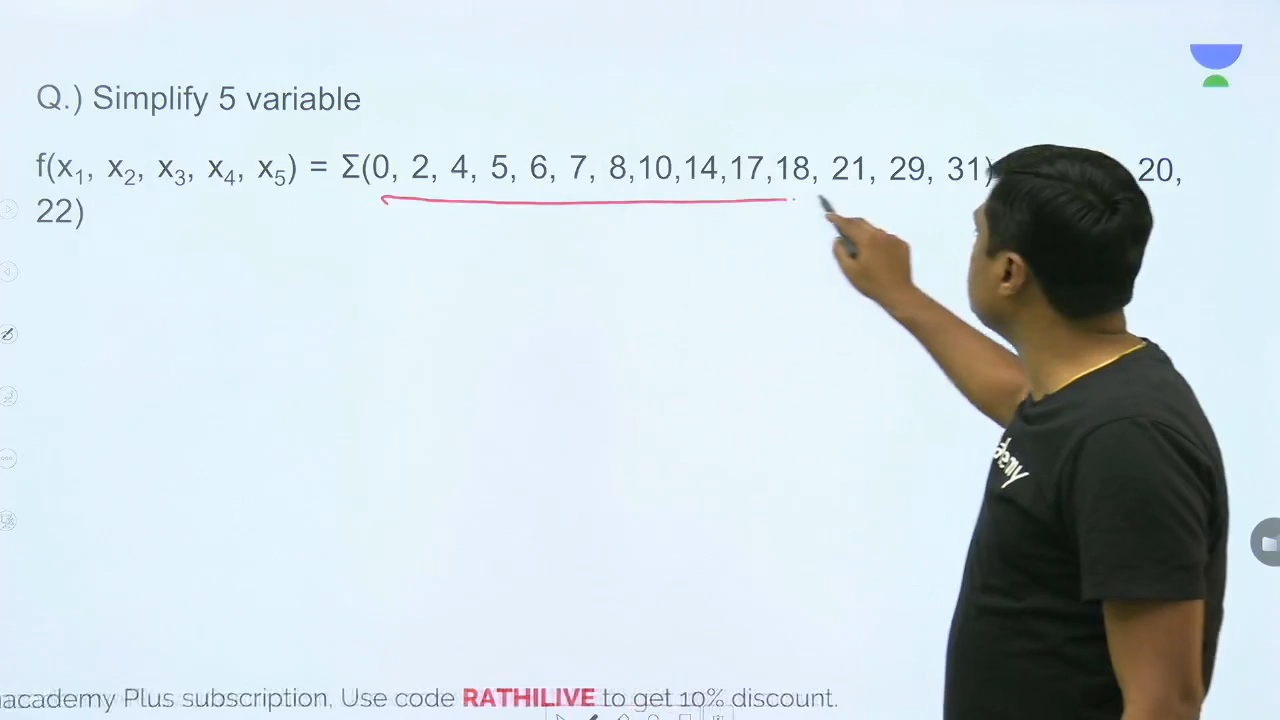 Q.) Simplify 5 variable
f(x₁, x₂, x₃, x₄, x₅) = Σ(0, 2, 4, 5, 6, 7, 8,10,14,17,18, 21, 29, 31) 20,
22)
academy Plus subscription, Use code RATHILIVE to get 10% discount.
demy